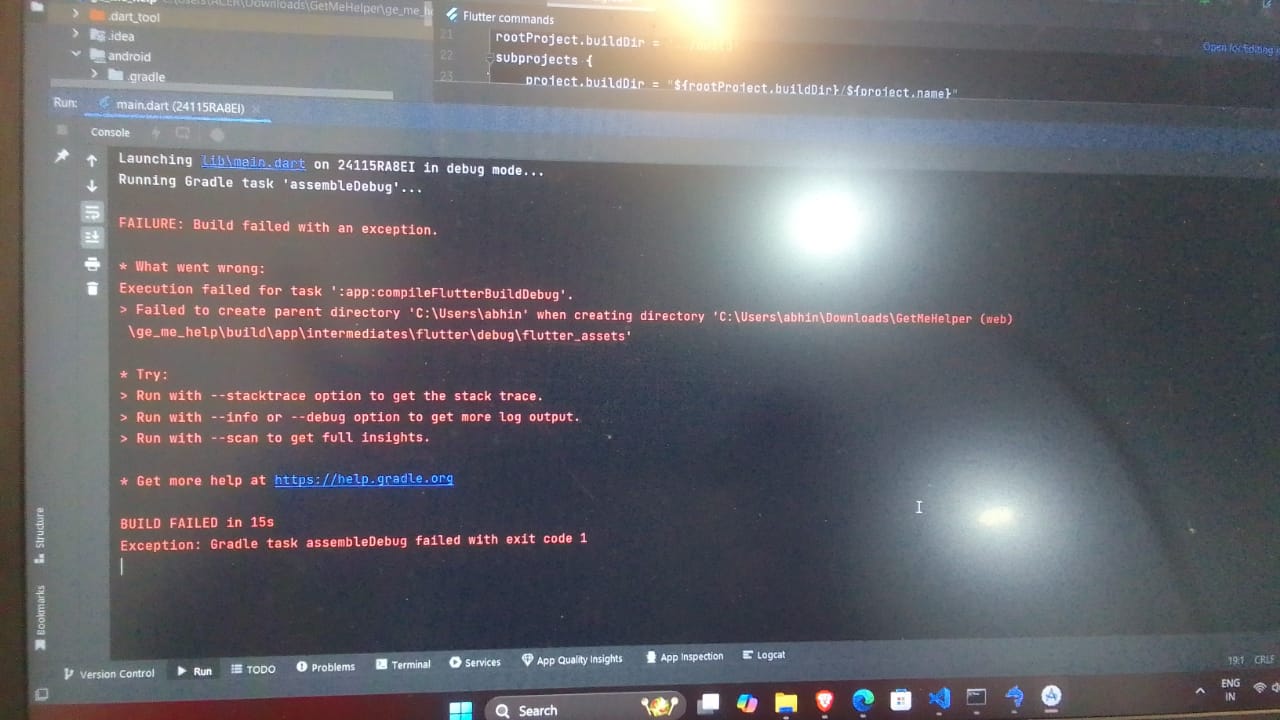 \Downloads\GetMeHelper\ge_me_h
.dart_tool
.idea
android
.gradle
Flutter commands
Open for Editing
21 rootProject.buildDir =
22 subprojects {
23 project.buildDir = "${rootProject.buildDir}/${project.name}"
Run: main.dart (24115RA8EI)
Console
Launching lib\main.dart on 24115RA8EI in debug mode...
Running Gradle task 'assembleDebug'...
FAILURE: Build failed with an exception.
* What went wrong:
Execution failed for task ':app:compileFlutterBuildDebug'.
> Failed to create parent directory 'C:\Users\abhin' when creating directory 'C:\Users\abhin\Downloads\GetMeHelper (web)
\ge_me_help\build\app\intermediates\flutter\debug\flutter_assets'
* Try:
> Run with --stacktrace option to get the stack trace.
> Run with --info or --debug option to get more log output.
> Run with --scan to get full insights.
* Get more help at https://help.gradle.org
BUILD FAILED in 15s
Exception: Gradle task assembleDebug failed with exit code 1
Structure
Bookmarks
Version Control Run TODO Problems Terminal Services App Quality Insights App Inspection Logcat
19:1 CRLF
Search
ENG
IN